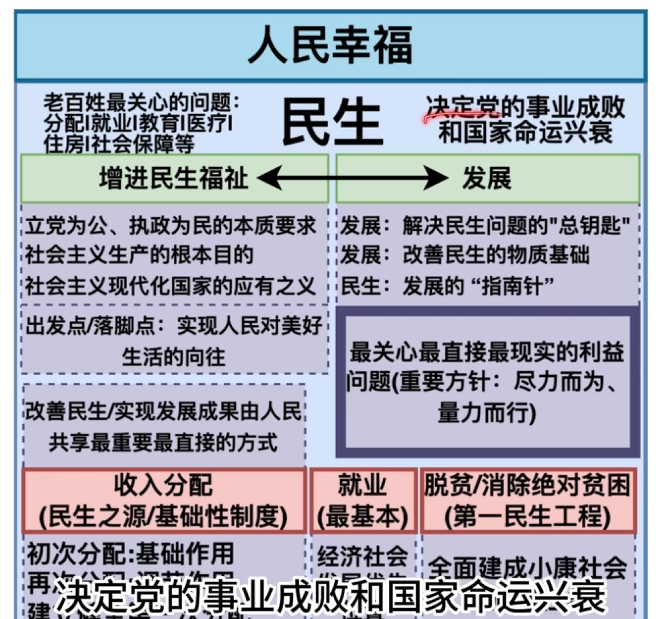 人民幸福
老百姓最关心的问题:
分配|就业|教育|医疗|
住房|社会保障等
民生
决定党的事业成败
和国家命运兴衰
增进民生福祉
发展
立党为公、执政为民的本质要求
社会主义生产的根本目的
社会主义现代化国家的应有之义
发展:解决民生问题的"总钥匙"
发展:改善民生的物质基础
民生:发展的“指南针”
出发点/落脚点:实现人民对美好
生活的向往
最关心最直接最现实的利益
问题(重要方针:尽力而为、
量力而行)
改善民生/实现发展成果由人民
共享最重要最直接的方式
收入分配
(民生之源/基础性制度)
就业
(最基本)
脱贫/消除绝对贫困
(第一民生工程)
初次分配:基础作用
经济社会
全面建成小康社会
决定党的事业成败和国家命运兴衰